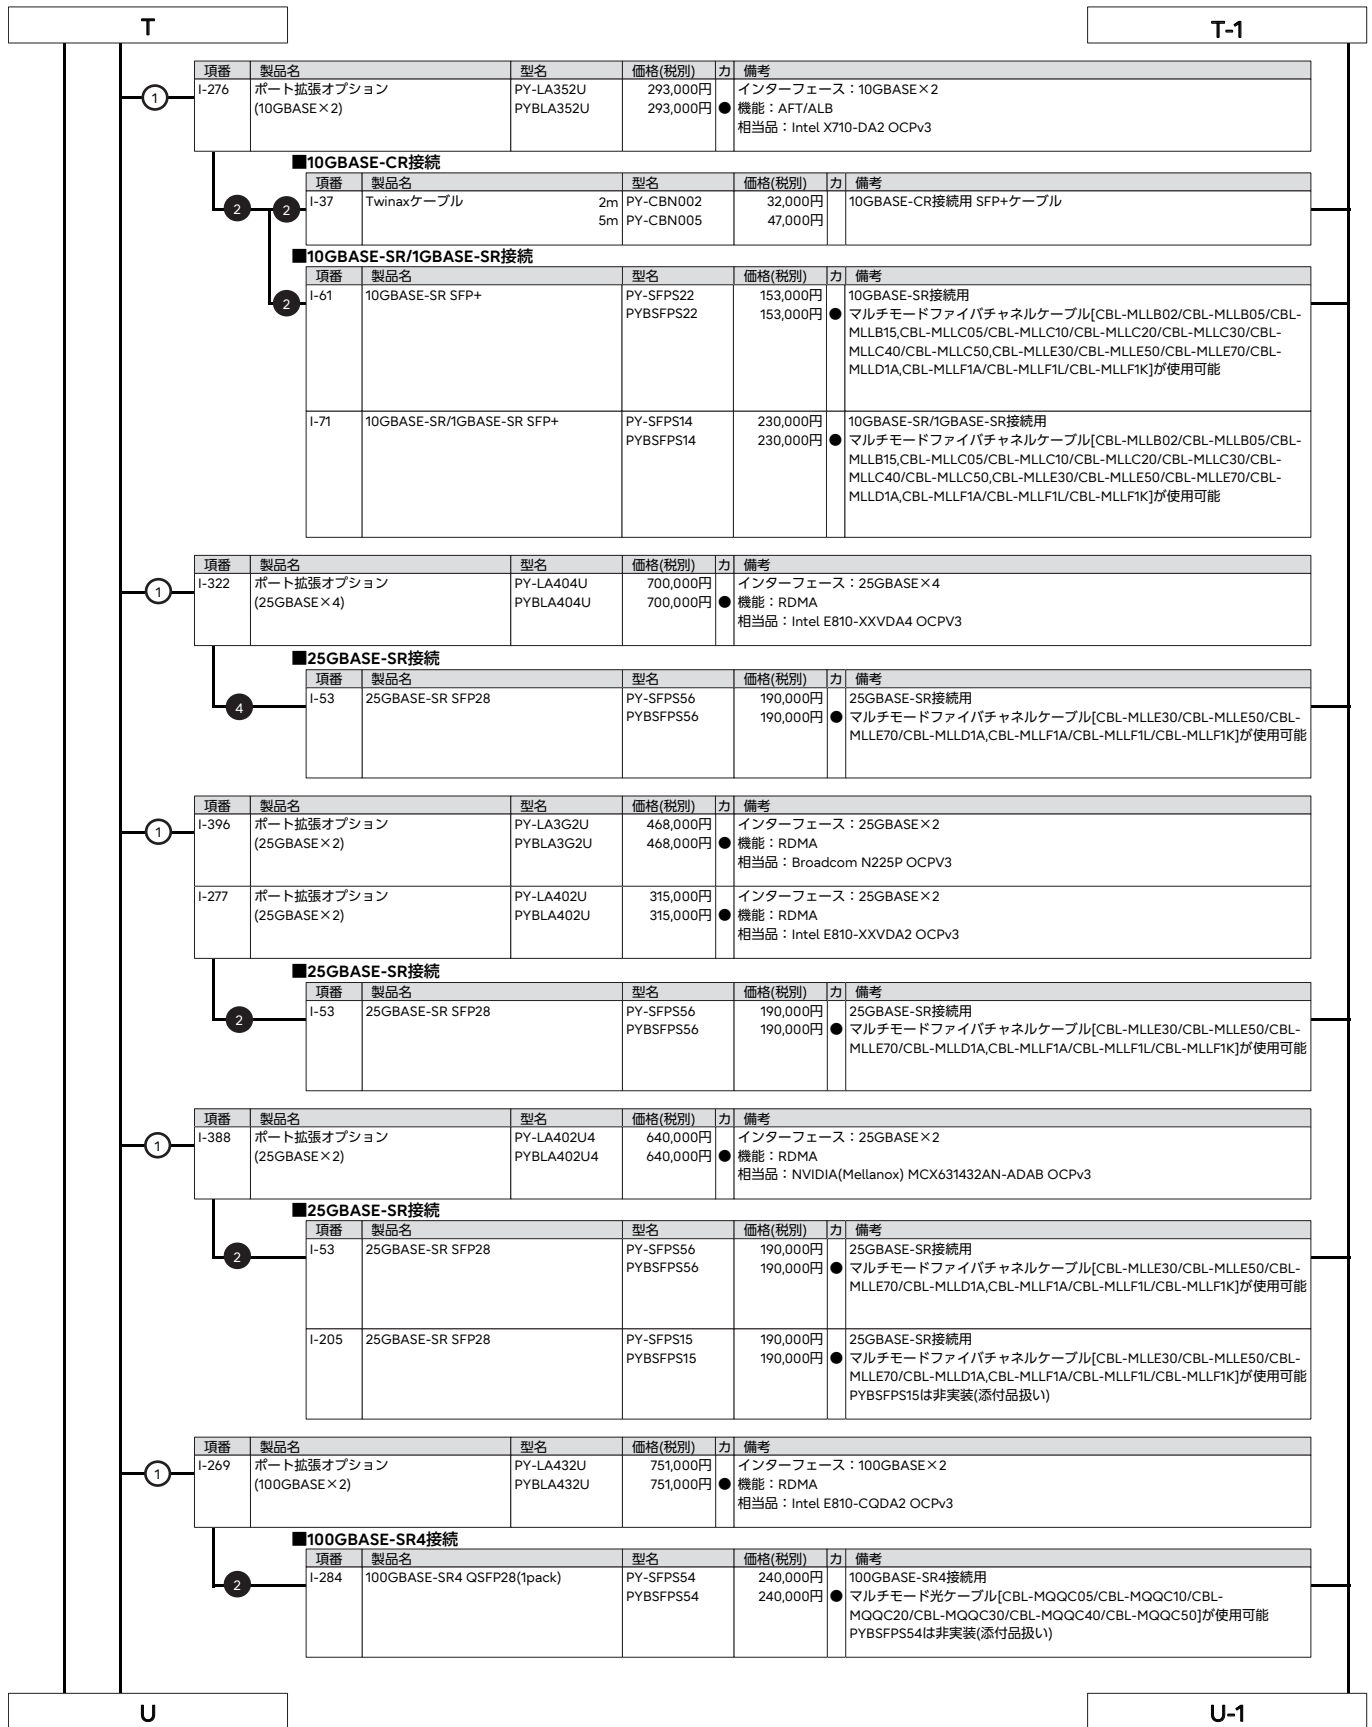 T
T-1
項番 製品名 型名 価格(税別) カ 備考
1 I-276 ポート拡張オプション PY-LA352U 293,000円 インターフェース：10GBASE×2
(10GBASE×2) PYBLA352U 293,000円 ● 機能：AFT/ALB
相当品：Intel X710-DA2 OCPv3
■10GBASE-CR接続
項番 製品名 型名 価格(税別) カ 備考
2 2 I-37 Twinaxケーブル 2m PY-CBN002 32,000円 10GBASE-CR接続用 SFP+ケーブル
5m PY-CBN005 47,000円
■10GBASE-SR/1GBASE-SR接続
項番 製品名 型名 価格(税別) カ 備考
2 I-61 10GBASE-SR SFP+ PY-SFPS22 153,000円 10GBASE-SR接続用
PYBSFPS22 153,000円 ● マルチモードファイバチャネルケーブル[CBL-MLLB02/CBL-MLLB05/CBL-
MLLB15,CBL-MLLC05/CBL-MLLC10/CBL-MLLC20/CBL-MLLC30/CBL-
MLLC40/CBL-MLLC50,CBL-MLLE30/CBL-MLLE50/CBL-MLLE70/CBL-
MLLD1A,CBL-MLLF1A/CBL-MLLF1L/CBL-MLLF1K]が使用可能
I-71 10GBASE-SR/1GBASE-SR SFP+ PY-SFPS14 230,000円 10GBASE-SR/1GBASE-SR接続用
PYBSFPS14 230,000円 ● マルチモードファイバチャネルケーブル[CBL-MLLB02/CBL-MLLB05/CBL-
MLLB15,CBL-MLLC05/CBL-MLLC10/CBL-MLLC20/CBL-MLLC30/CBL-
MLLC40/CBL-MLLC50,CBL-MLLE30/CBL-MLLE50/CBL-MLLE70/CBL-
MLLD1A,CBL-MLLF1A/CBL-MLLF1L/CBL-MLLF1K]が使用可能
項番 製品名 型名 価格(税別) カ 備考
1 I-322 ポート拡張オプション PY-LA404U 700,000円 インターフェース：25GBASE×4
(25GBASE×4) PYBLA404U 700,000円 ● 機能：RDMA
相当品：Intel E810-XXVDA4 OCPV3
■25GBASE-SR接続
項番 製品名 型名 価格(税別) カ 備考
4 I-53 25GBASE-SR SFP28 PY-SFPS56 190,000円 25GBASE-SR接続用
PYBSFPS56 190,000円 ● マルチモードファイバチャネルケーブル[CBL-MLLE30/CBL-MLLE50/CBL-
MLLE70/CBL-MLLD1A,CBL-MLLF1A/CBL-MLLF1L/CBL-MLLF1K]が使用可能
項番 製品名 型名 価格(税別) カ 備考
1 I-396 ポート拡張オプション PY-LA3G2U 468,000円 インターフェース：25GBASE×2
(25GBASE×2) PYBLA3G2U 468,000円 ● 機能：RDMA
相当品：Broadcom N225P OCPV3
I-277 ポート拡張オプション PY-LA402U 315,000円 インターフェース：25GBASE×2
(25GBASE×2) PYBLA402U 315,000円 ● 機能：RDMA
相当品：Intel E810-XXVDA2 OCPv3
■25GBASE-SR接続
項番 製品名 型名 価格(税別) カ 備考
2 I-53 25GBASE-SR SFP28 PY-SFPS56 190,000円 25GBASE-SR接続用
PYBSFPS56 190,000円 ● マルチモードファイバチャネルケーブル[CBL-MLLE30/CBL-MLLE50/CBL-
MLLE70/CBL-MLLD1A,CBL-MLLF1A/CBL-MLLF1L/CBL-MLLF1K]が使用可能
項番 製品名 型名 価格(税別) カ 備考
1 I-388 ポート拡張オプション PY-LA402U4 640,000円 インターフェース：25GBASE×2
(25GBASE×2) PYBLA402U4 640,000円 ● 機能：RDMA
相当品：NVIDIA(Mellanox) MCX631432AN-ADAB OCPv3
■25GBASE-SR接続
項番 製品名 型名 価格(税別) カ 備考
2 I-53 25GBASE-SR SFP28 PY-SFPS56 190,000円 25GBASE-SR接続用
PYBSFPS56 190,000円 ● マルチモードファイバチャネルケーブル[CBL-MLLE30/CBL-MLLE50/CBL-
MLLE70/CBL-MLLD1A,CBL-MLLF1A/CBL-MLLF1L/CBL-MLLF1K]が使用可能
I-205 25GBASE-SR SFP28 PY-SFPS15 190,000円 25GBASE-SR接続用
PYBSFPS15 190,000円 ● マルチモードファイバチャネルケーブル[CBL-MLLE30/CBL-MLLE50/CBL-
MLLE70/CBL-MLLD1A,CBL-MLLF1A/CBL-MLLF1L/CBL-MLLF1K]が使用可能
PYBSFPS15は非実装(添付品扱い)
項番 製品名 型名 価格(税別) カ 備考
1 I-269 ポート拡張オプション PY-LA432U 751,000円 インターフェース：100GBASE×2
(100GBASE×2) PYBLA432U 751,000円 ● 機能：RDMA
相当品：Intel E810-CQDA2 OCPv3
■100GBASE-SR4接続
項番 製品名 型名 価格(税別) カ 備考
2 I-284 100GBASE-SR4 QSFP28(1pack) PY-SFPS54 240,000円 100GBASE-SR4接続用
PYBSFPS54 240,000円 ● マルチモード光ケーブル[CBL-MQQC05/CBL-MQQC10/CBL-
MQQC20/CBL-MQQC30/CBL-MQQC40/CBL-MQQC50]が使用可能
PYBSFPS54は非実装(添付品扱い)
U
U-1